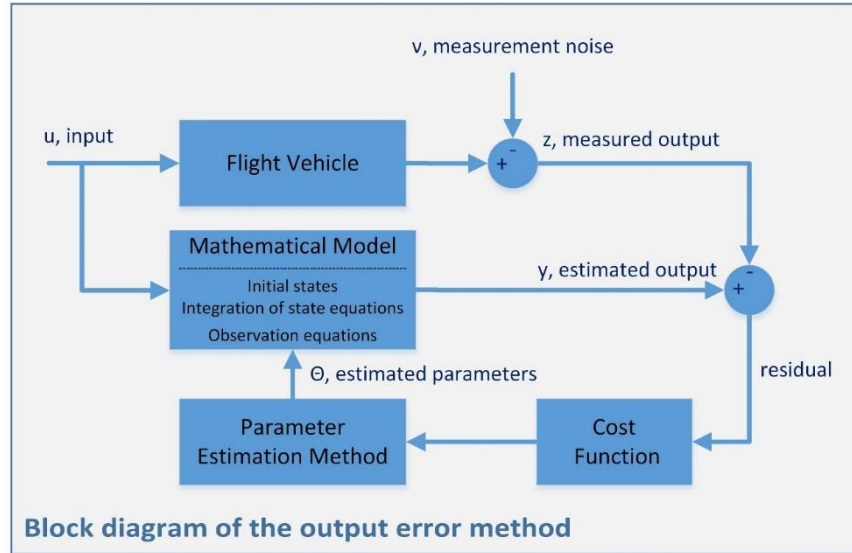 ν, measurement noise
u, input
Flight Vehicle
+
-
z, measured output
Mathematical Model
Initial states
Integration of state equations
Observation equations
y, estimated output
+
-
Θ, estimated parameters
residual
Parameter
Estimation Method
Cost
Function
Block diagram of the output error method